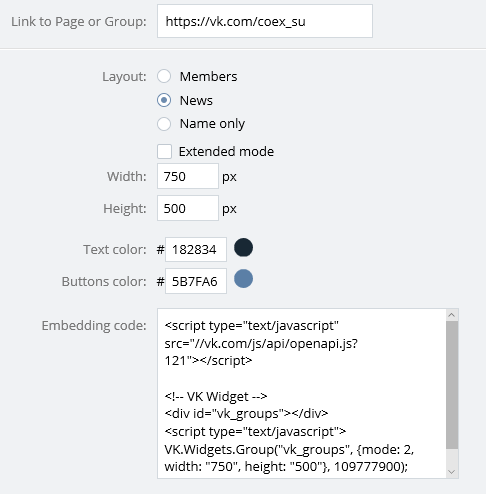 Link to Page or Group: https://vk.com/coex_su
Layout: Members
News
Name only
Extended mode
Width: 750 px
Height: 500 px
Text color: # 182834
Buttons color: # 5B7FA6
Embedding code: <script type="text/javascript"
src="//vk.com/js/api/openapi.js?
121"></script>
<!-- VK Widget -->
<div id="vk_groups"></div>
<script type="text/javascript">
VK.Widgets.Group("vk_groups", {mode: 2,
width: "750", height: "500"}, 109777900);